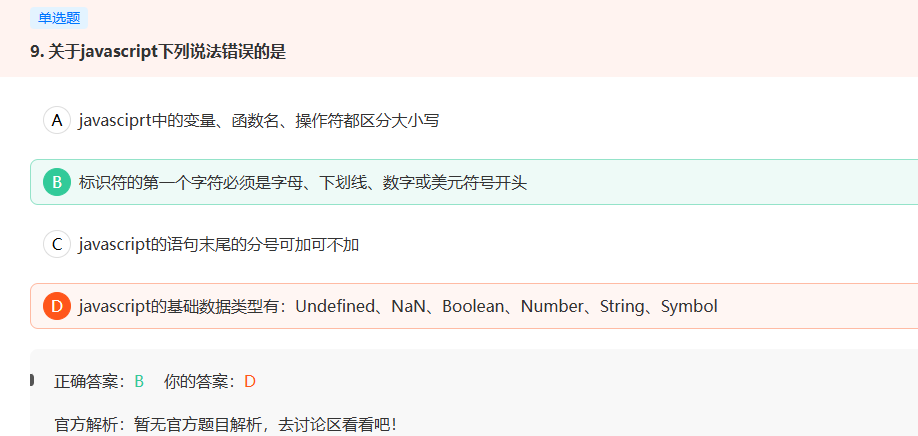 单选题
9. 关于javascript下列说法错误的是
A javasciprt中的变量、函数名、操作符都区分大小写
B 标识符的第一个字符必须是字母、下划线、数字或美元符号开头
C javascript的语句末尾的分号可加可不加
D javascript的基础数据类型有：Undefined、NaN、Boolean、Number、String、Symbol
正确答案：B 你的答案：D
官方解析：暂无官方题目解析，去讨论区看看吧！